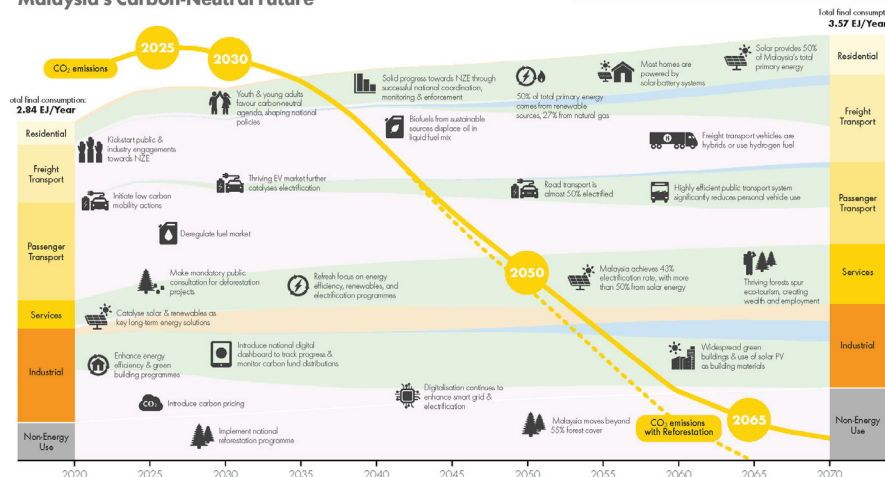 Malaysia's Carbon-Neutral Future
Total final consumpt
3.57 EJ/Year
CO₂ emissions
2025
2030
otal final consumption:
2.84 EJ/Year
Residential
Freight
Transport
Passenger
Transport
Services
Industrial
Non-Energy
Use
Kickstart public &
industry engagements
towards NZE
Youth & young adults
favour carbon-neutral
agenda, shaping national
policies
Solid progress towards NZE through
successful national coordination,
monitoring & enforcement
Biofuels from sustainable
sources displace oil in
liquid fuel mix
50% of total primary energy
comes from renewable
sources, 27% from natural gas
Most homes are
powered by
solar-battery systems
Solar provides 50%
of Malaysia's total
primary energy
Freight transport vehicles are
hybrids or use hydrogen fuel
H
Initiate low carbon
mobility actions
Thriving EV market further
catalyses electrification
Road transport is
almost 50% electrified
Highly efficient public transport system
significantly reduces personal vehicle use
Deregulate fuel market
Make mandatory public
consultation for deforestation
projects
Refresh focus on energy
efficiency, renewables, and
electrification programmes
2050
Malaysia achieves 43%
electrification rate, with more
than 50% from solar energy
Thriving forests spur
eco-tourism, creating
wealth and employment
Catalyse solar & renewables as
key long-term energy solutions
Enhance energy
efficiency & green
building programmes
Introduce national digital
dashboard to track progress &
monitor carbon fund distributions
Widespread green
buildings & use of solar PV
as building materials
CO₂
Introduce carbon pricing
Digitalisation continues to
enhance smart grid &
electrification
Implement national
reforestation programme
Malaysia moves beyond
55% forest cover
CO₂ emissions
with Reforestation
2065
Residential
Freight
Transport
Passenger
Transport
Services
Industrial
Non-Energy
Use
2020
2025
2030
2035
2040
2045
2050
2055
2060
2065
2070